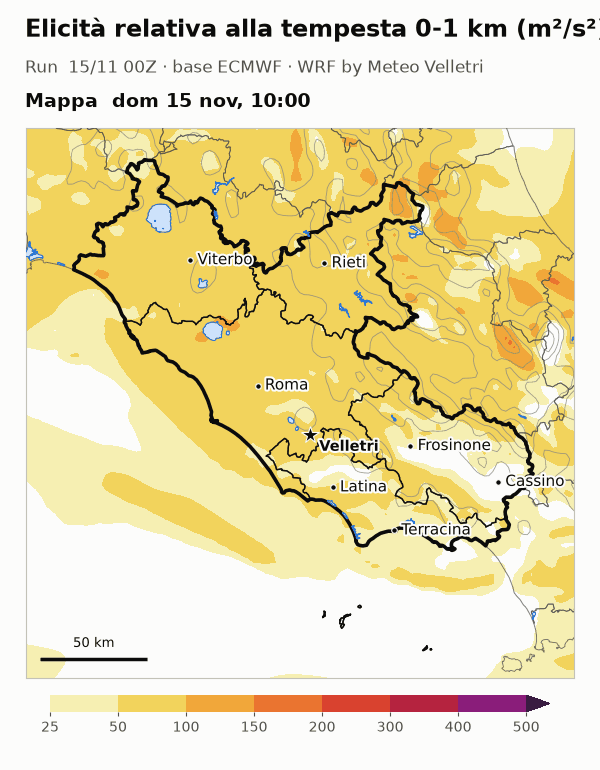 Elicità relativa alla tempesta 0-1 km (m²/s²)
Run 15/11 00Z · base ECMWF · WRF by Meteo Velletri
Mappa dom 15 nov, 10:00
Viterbo
Rieti
Roma
Velletri
Frosinone
Latina
Cassino
Terracina
50 km
25 50 100 150 200 300 400 500